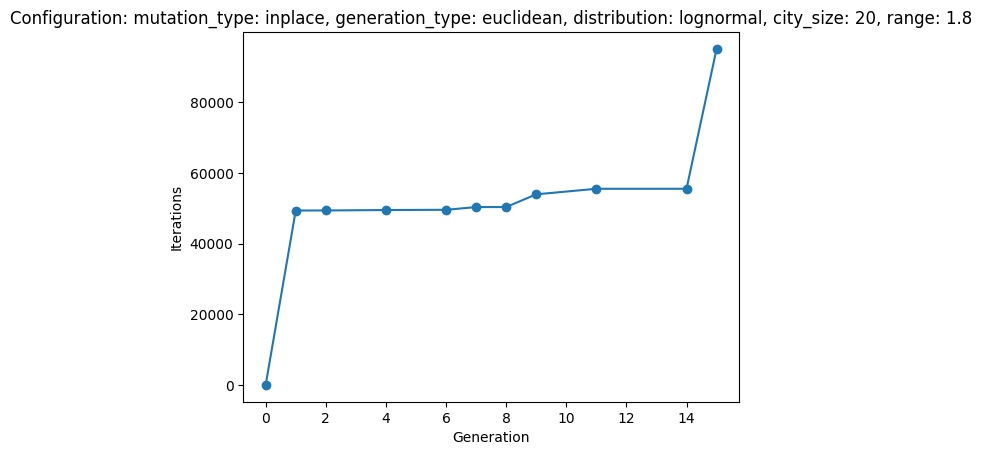 Configuration: mutation_type: inplace, generation_type: euclidean, distribution: lognormal, city_size: 20, range: 1.8
80000
60000
40000
20000
0
Iterations
0 2 4 6 8 10 12 14
Generation